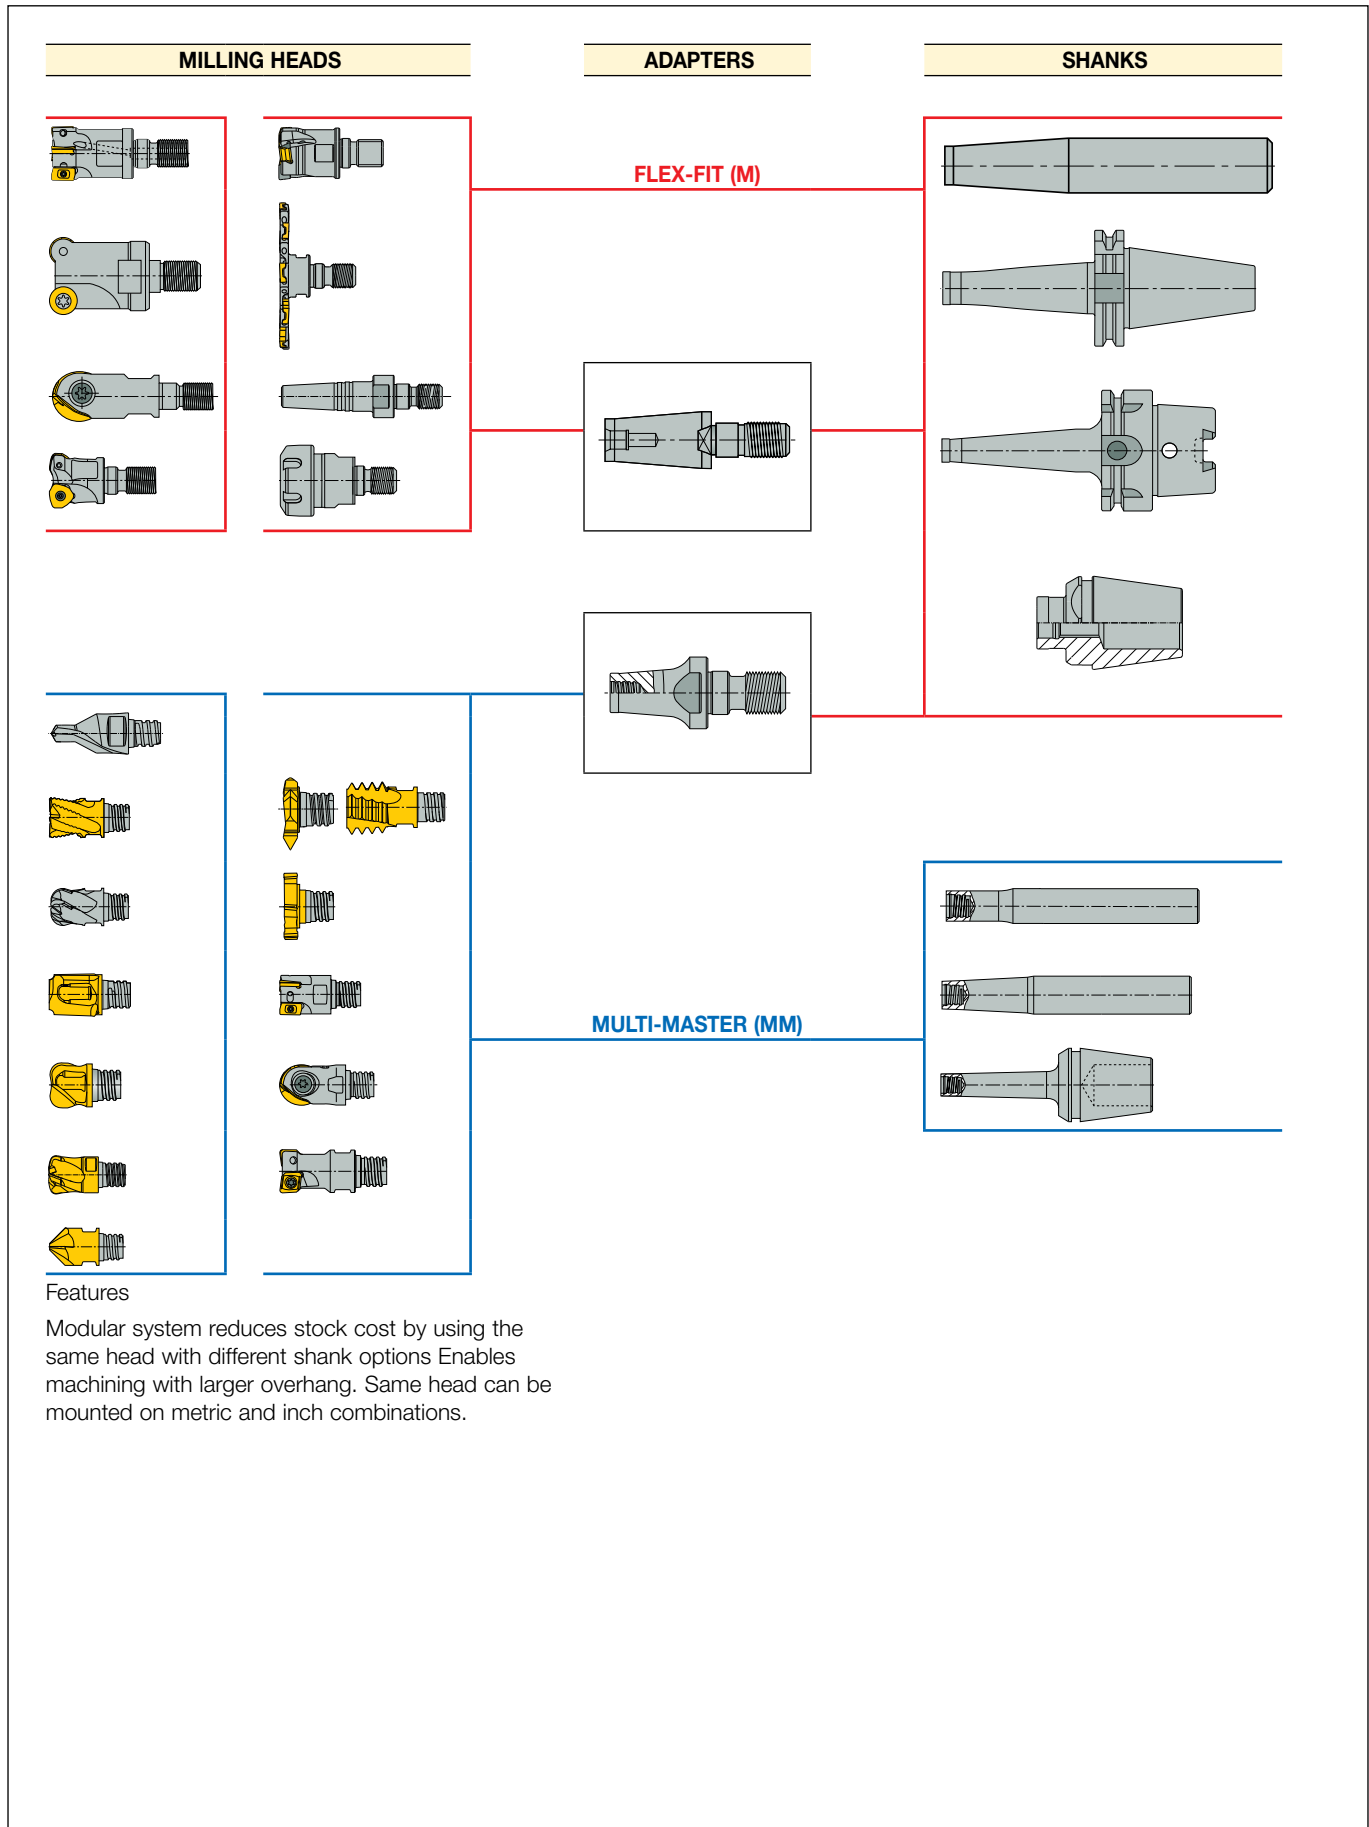 MILLING HEADS
ADAPTERS
SHANKS
FLEX-FIT (M)
MULTI-MASTER (MM)
Features
Modular system reduces stock cost by using the
same head with different shank options Enables
machining with larger overhang. Same head can be
mounted on metric and inch combinations.